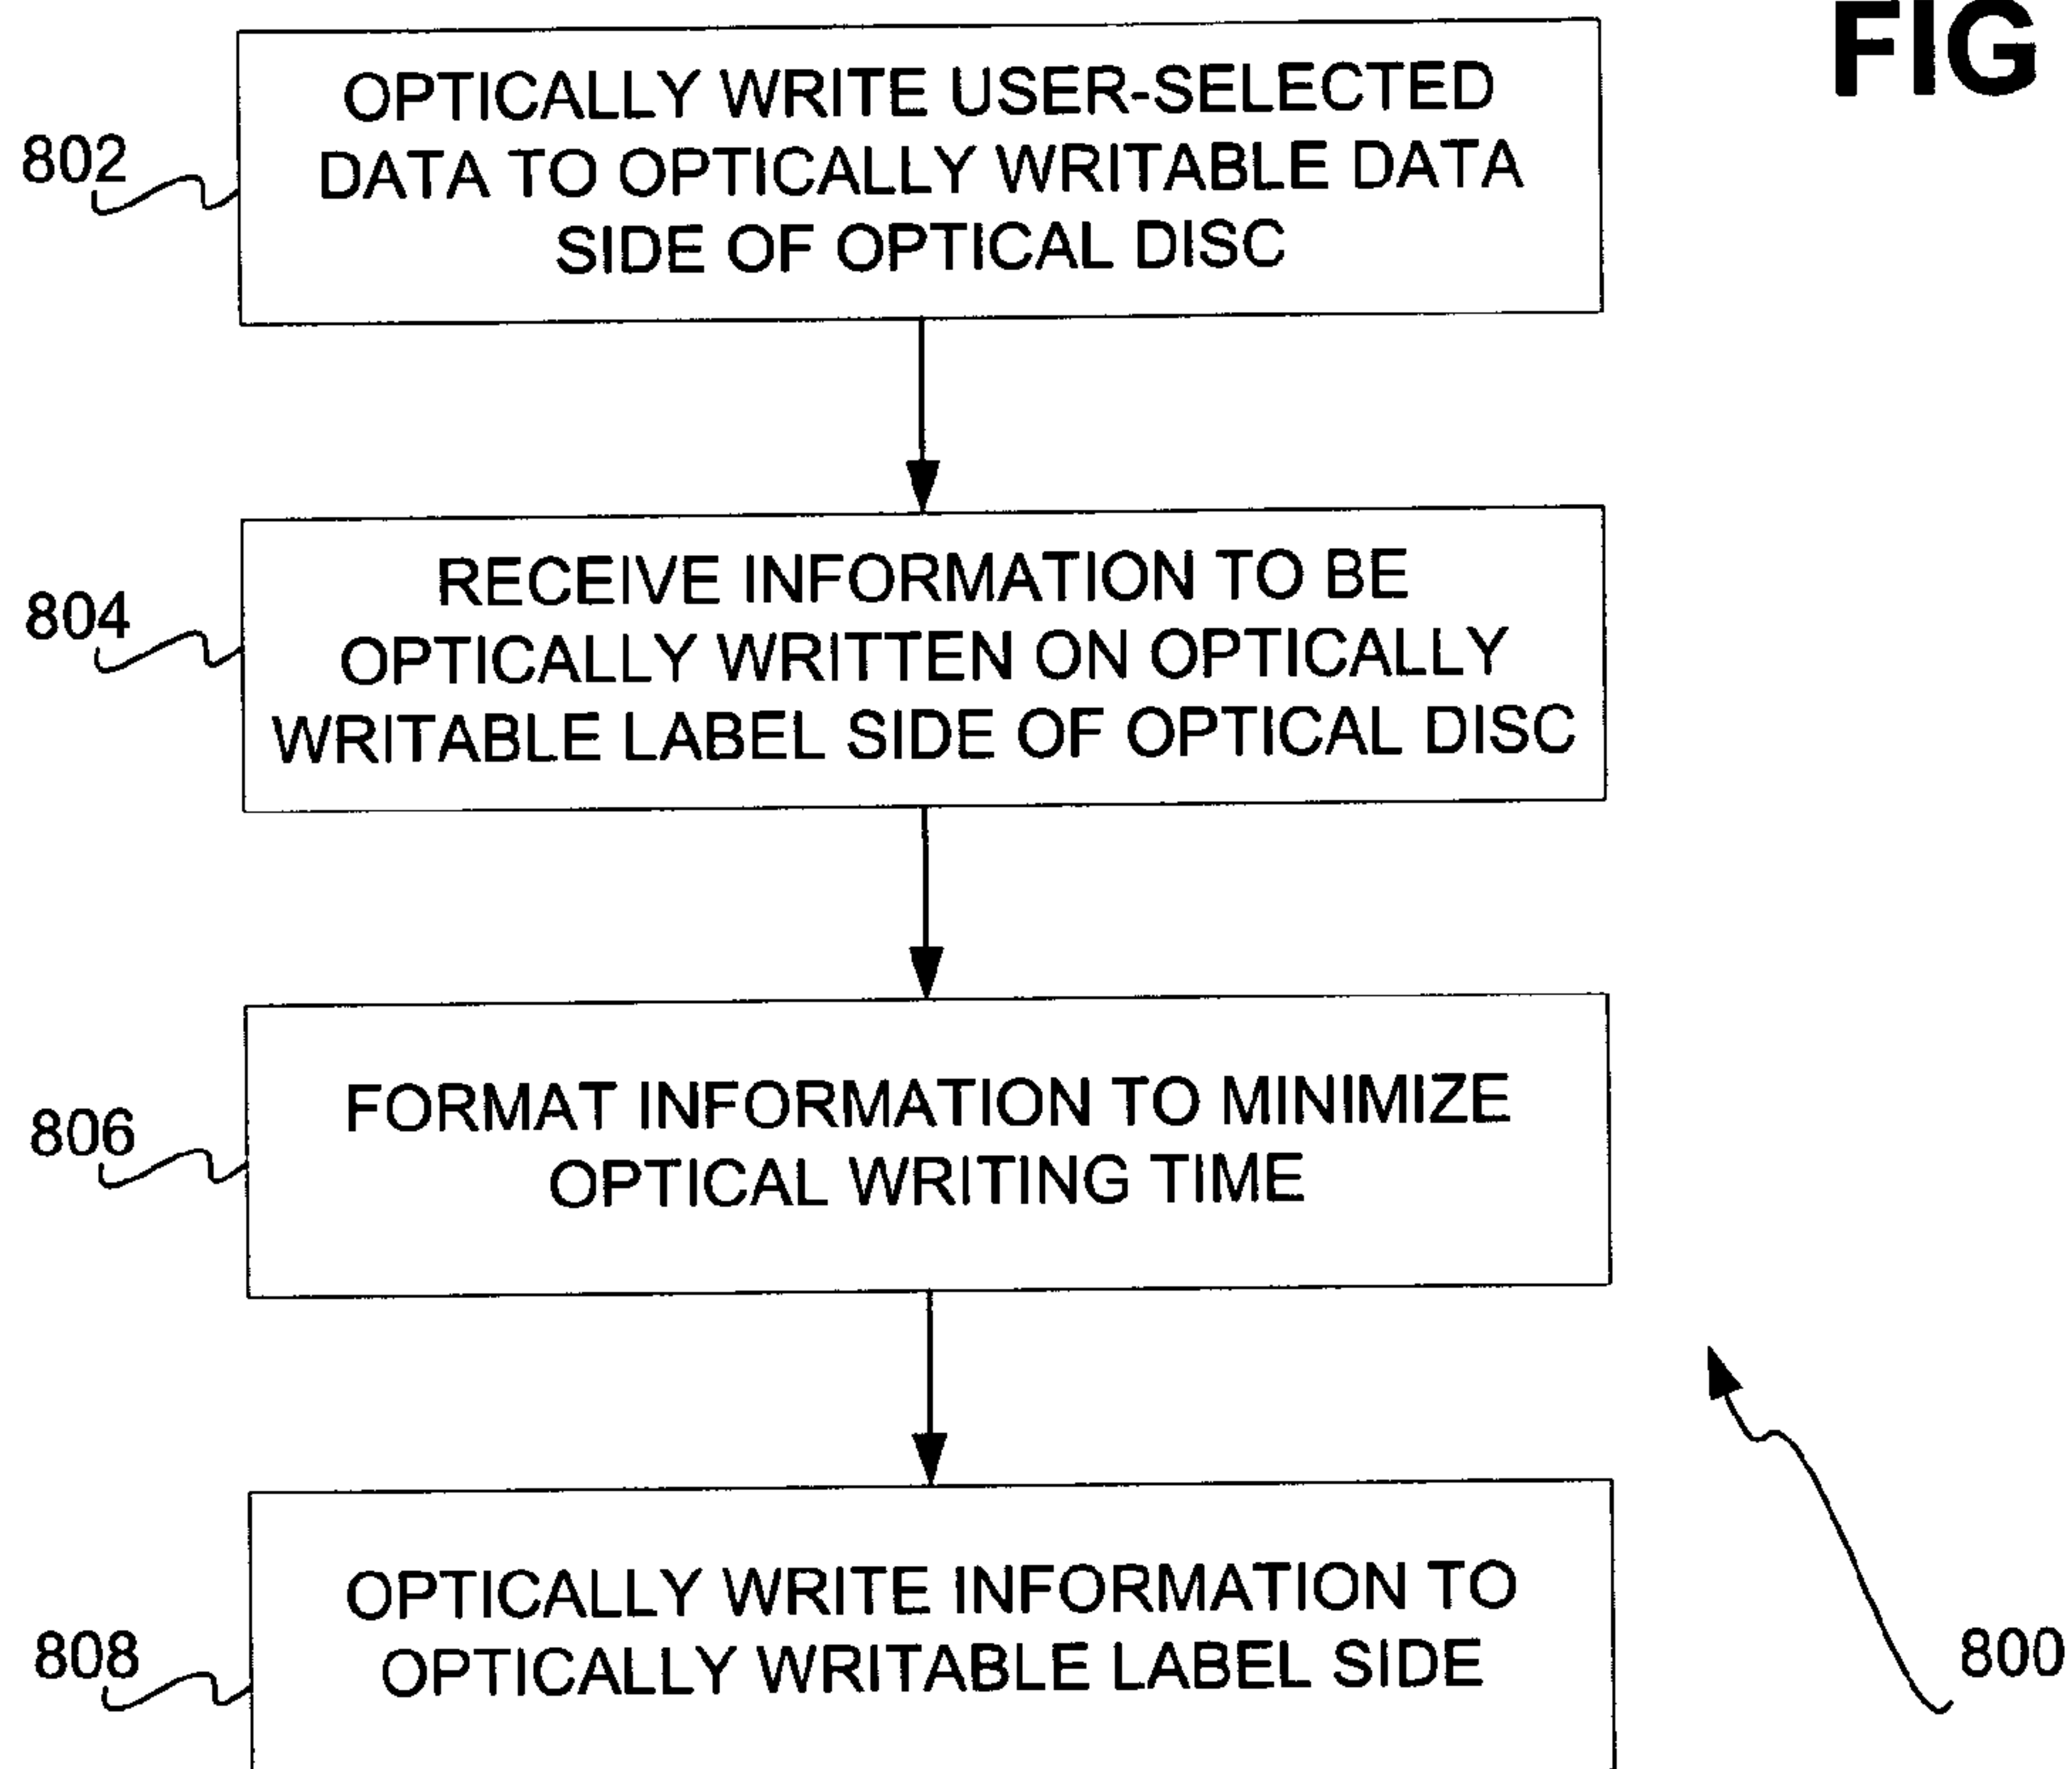 FIG
802
OPTICALLY WRITE USER-SELECTED
DATA TO OPTICALLY WRITABLE DATA
SIDE OF OPTICAL DISC
804
RECEIVE INFORMATION TO BE
OPTICALLY WRITTEN ON OPTICALLY
WRITABLE LABEL SIDE OF OPTICAL DISC
806
FORMAT INFORMATION TO MINIMIZE
OPTICAL WRITING TIME
808
OPTICALLY WRITE INFORMATION TO
OPTICALLY WRITABLE LABEL SIDE
800